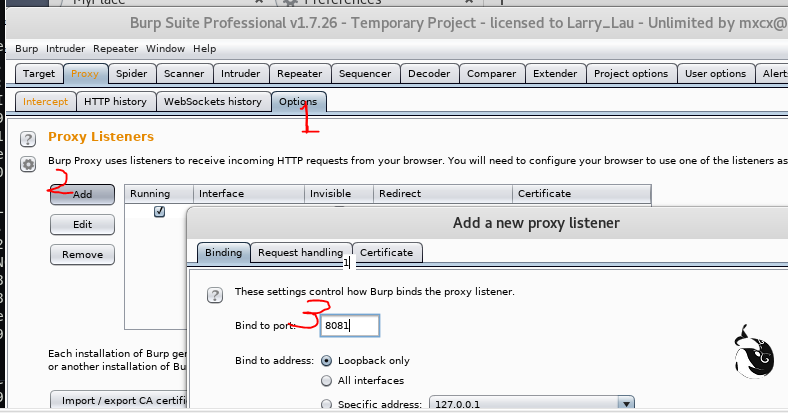 MyPlace Preferences
Burp Suite Professional v1.7.26 - Temporary Project - licensed to Larry_Lau - Unlimited by mxcx@
Burp Intruder Repeater Window Help
Target Proxy Spider Scanner Intruder Repeater Sequencer Decoder Comparer Extender Project options User options Alert
Intercept HTTP history WebSockets history Options
1
Proxy Listeners
? Burp Proxy uses listeners to receive incoming HTTP requests from your browser. You will need to configure your browser to use one of the listeners as
2
Add Running Interface Invisible Redirect Certificate
Edit
Add a new proxy listener
Remove
Binding Request handling Certificate
1
? These settings control how Burp binds the proxy listener.
3
Bind to port: 8081
Each installation of Burp gen
or another installation of Bu
Bind to address: Loopback only
All interfaces
Import / export CA certifi
Specific address: 127.0.0.1